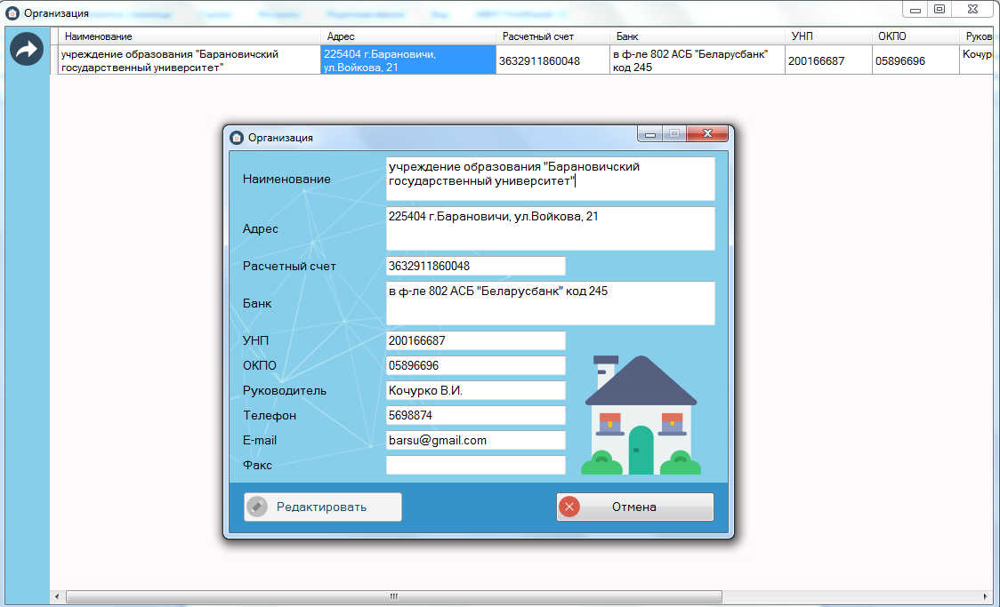 Организация
Наименование
Адрес
Расчетный счет
Банк
УНП
ОКПО
Руков
учреждение образования "Барановичский
государственный университет"
225404 г.Барановичи,
ул.Войкова, 21
3632911860048
в ф-ле 802 АСБ "Беларусбанк"
код 245
200166687
05896696
Кочур
Организация
Наименование
учреждение образования "Барановичский
государственный университет"
Адрес
225404 г.Барановичи, ул.Войкова, 21
Расчетный счет
3632911860048
Банк
в ф-ле 802 АСБ "Беларусбанк" код 245
УНП
200166687
ОКПО
05896696
Руководитель
Кочурко В.И.
Телефон
5698874
E-mail
barsu@gmail.com
Факс
Редактировать
Отмена